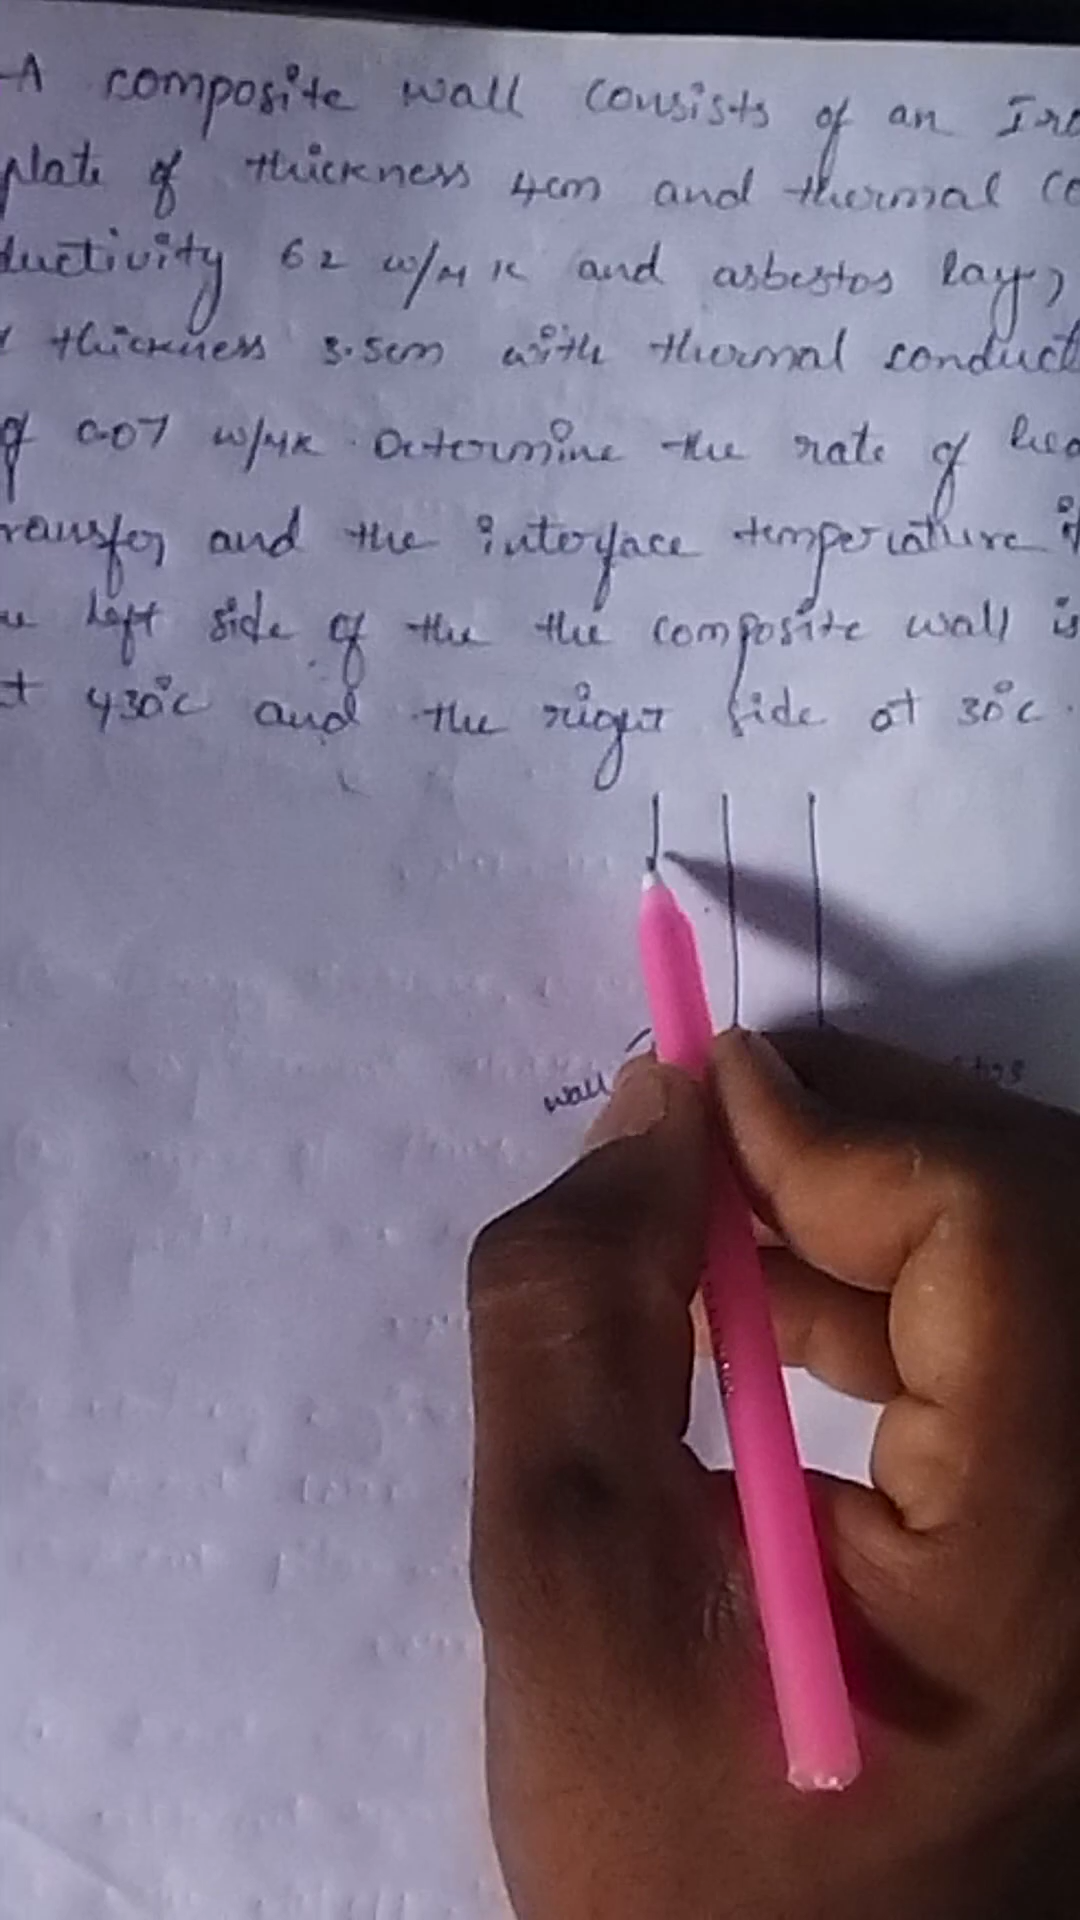 A composite wall consists of an Iro
plate of thickness 4cm and thermal co
ductivity 62 w/mk and asbestos lay
thickness 3.5cm with thermal conduct
of 0.07 w/mk. Determine the rate of hea
ransfer and the interface temperature if
left side of the the composite wall is
t 430°c and the right side at 30°c.
wall